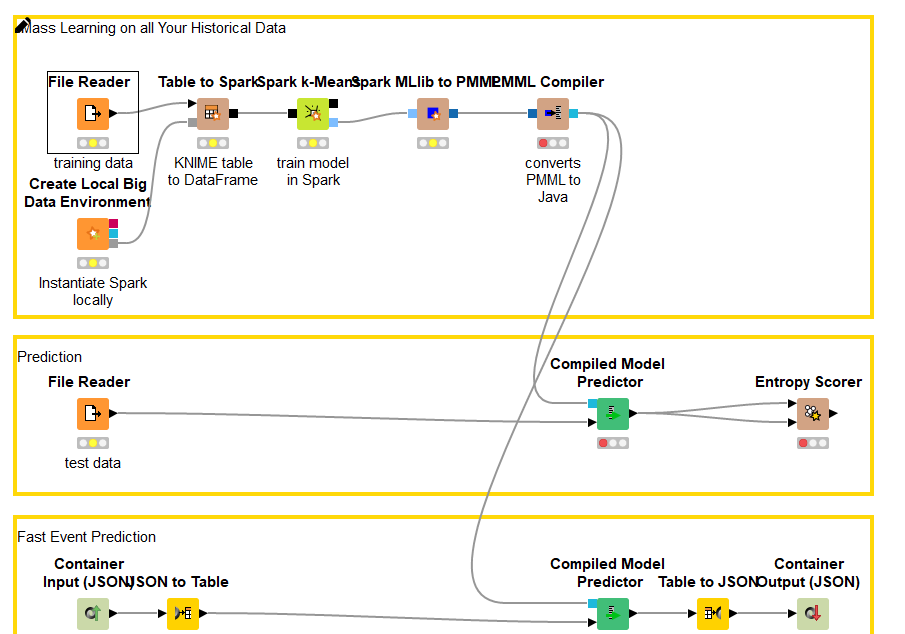 Mass Learning on all Your Historical Data
File Reader
Table to Spark
Spark k-Means
Spark MLlib to PMML
PMML Compiler
training data
KNIME table
to DataFrame
train model
in Spark
converts
PMML to
Java
Create Local Big
Data Environment
Instantiate Spark
locally
Prediction
File Reader
test data
Compiled Model
Predictor
Entropy Scorer
Fast Event Prediction
Container
Input (JSON)
JSON to Table
Compiled Model
Predictor
Table to JSON
Container
Output (JSON)